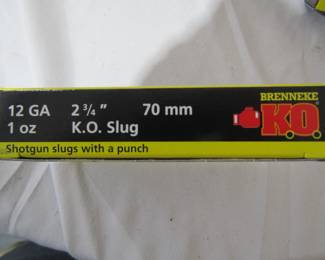 12 GA 2 3/4" 70 mm
1 oz K.O. Slug
BRENNEKE
K.O.
Shotgun slugs with a punch